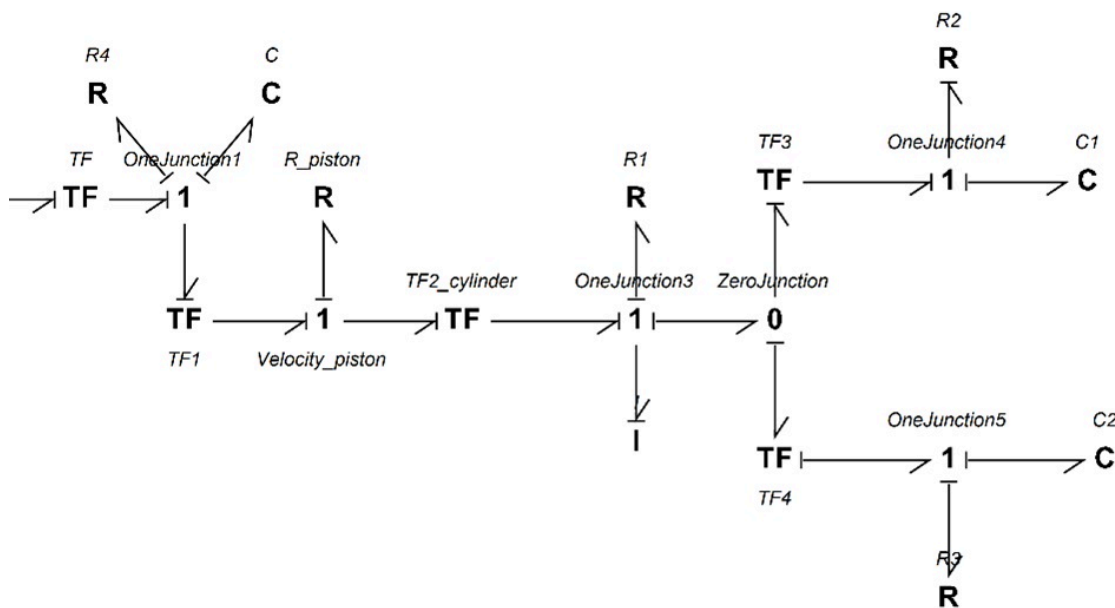 R2
R
R4
C
R
C
TF
OneJunction1
R_piston
R1
TF3
OneJunction4
C1
TF
1
R
R
TF
1
C
TF2_cylinder
OneJunction3
ZeroJunction
TF
1
TF
1
0
TF1
Velocity_piston
I
OneJunction5
C2
TF
1
C
TF4
R3
R